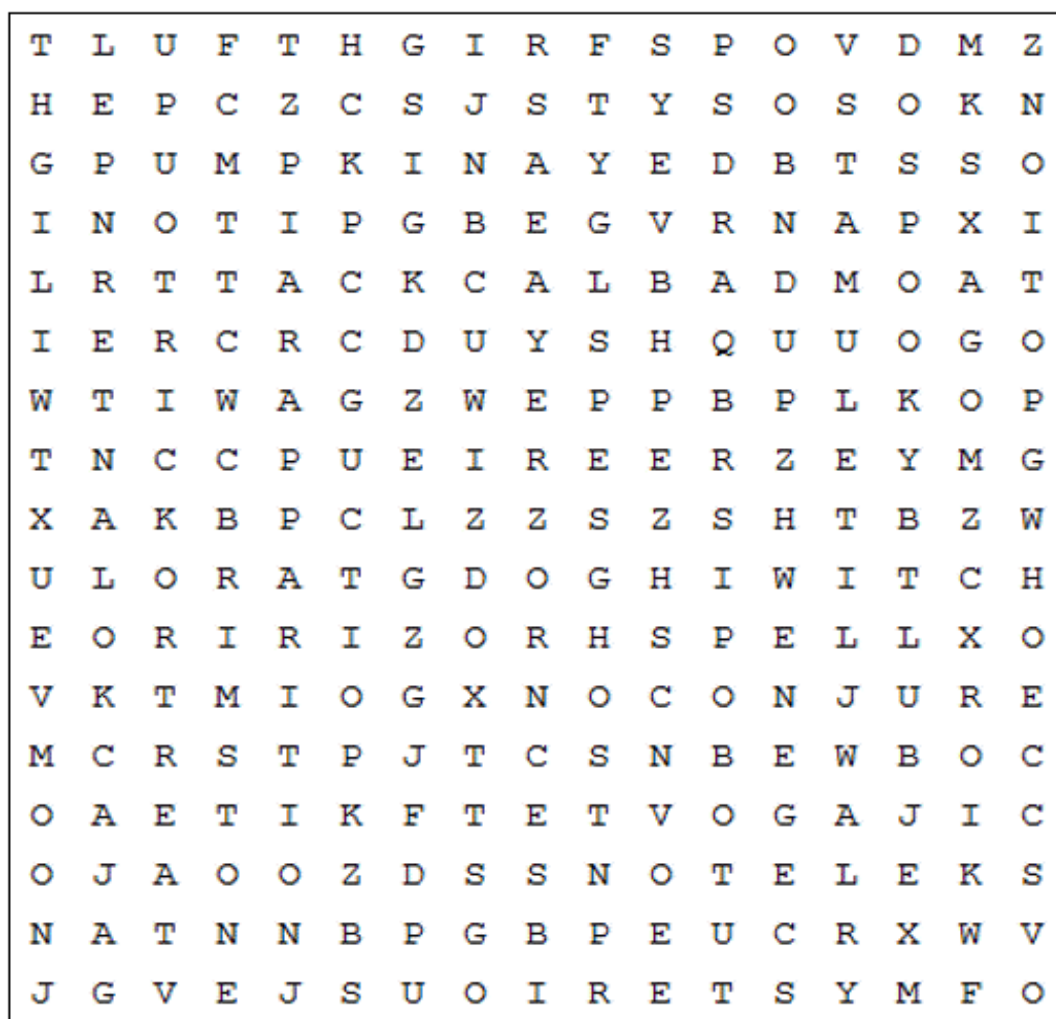 T L U F T H G I R F S P O V D M Z
H E P C Z C S J S T Y S O S O K N
G P U M P K I N A Y E D B T S S O
I N O T I P G B E G V R N A P X I
L R T T A C K C A L B A D M O A T
I E R C R C D U Y S H Q U U O G O
W T I W A G Z W E P P B P L K O P
T N C C P U E I R E E R Z E Y M G
X A K B P C L Z Z S Z S H T B Z W
U L O R A T G D O G H I W I T C H
E O R I R I Z O R H S P E L L X O
V K T M I O G X N O C O N J U R E
M C R S T P J T C S N B E W B O C
O A E T I K F T E T V O G A J I C
O J A O O Z D S S N O T E L E K S
N A T N N B P G B P E U C R X W V
J G V E J S U O I R E T S Y M F O